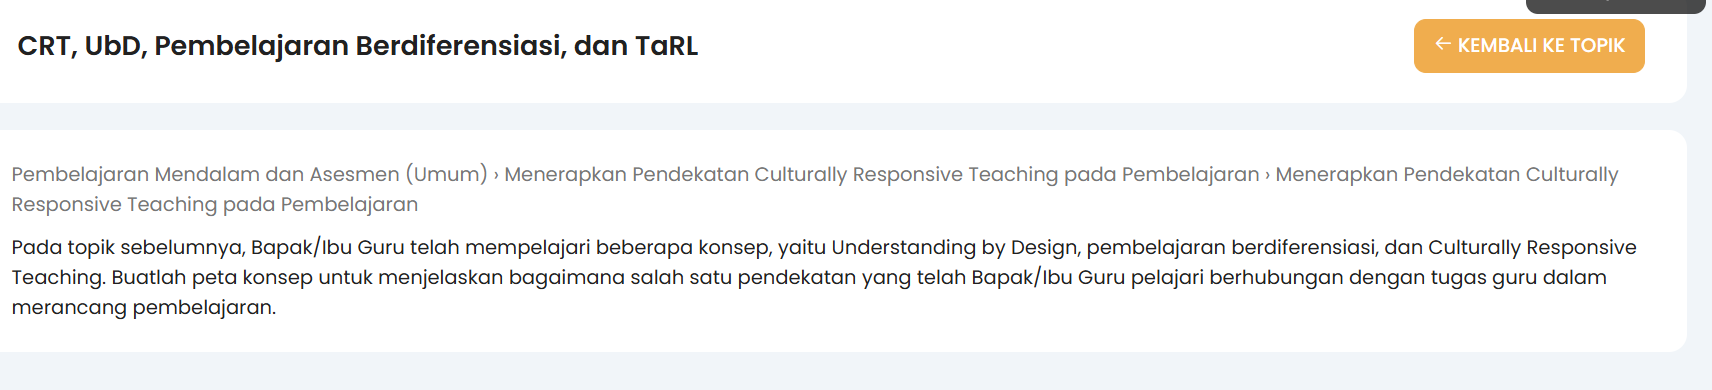 CRT, UbD, Pembelajaran Berdiferensiasi, dan TaRL
← KEMBALI KE TOPIK
Pembelajaran Mendalam dan Asesmen (Umum) › Menerapkan Pendekatan Culturally Responsive Teaching pada Pembelajaran › Menerapkan Pendekatan Culturally
Responsive Teaching pada Pembelajaran
Pada topik sebelumnya, Bapak/Ibu Guru telah mempelajari beberapa konsep, yaitu Understanding by Design, pembelajaran berdiferensiasi, dan Culturally Responsive
Teaching. Buatlah peta konsep untuk menjelaskan bagaimana salah satu pendekatan yang telah Bapak/Ibu Guru pelajari berhubungan dengan tugas guru dalam
merancang pembelajaran.